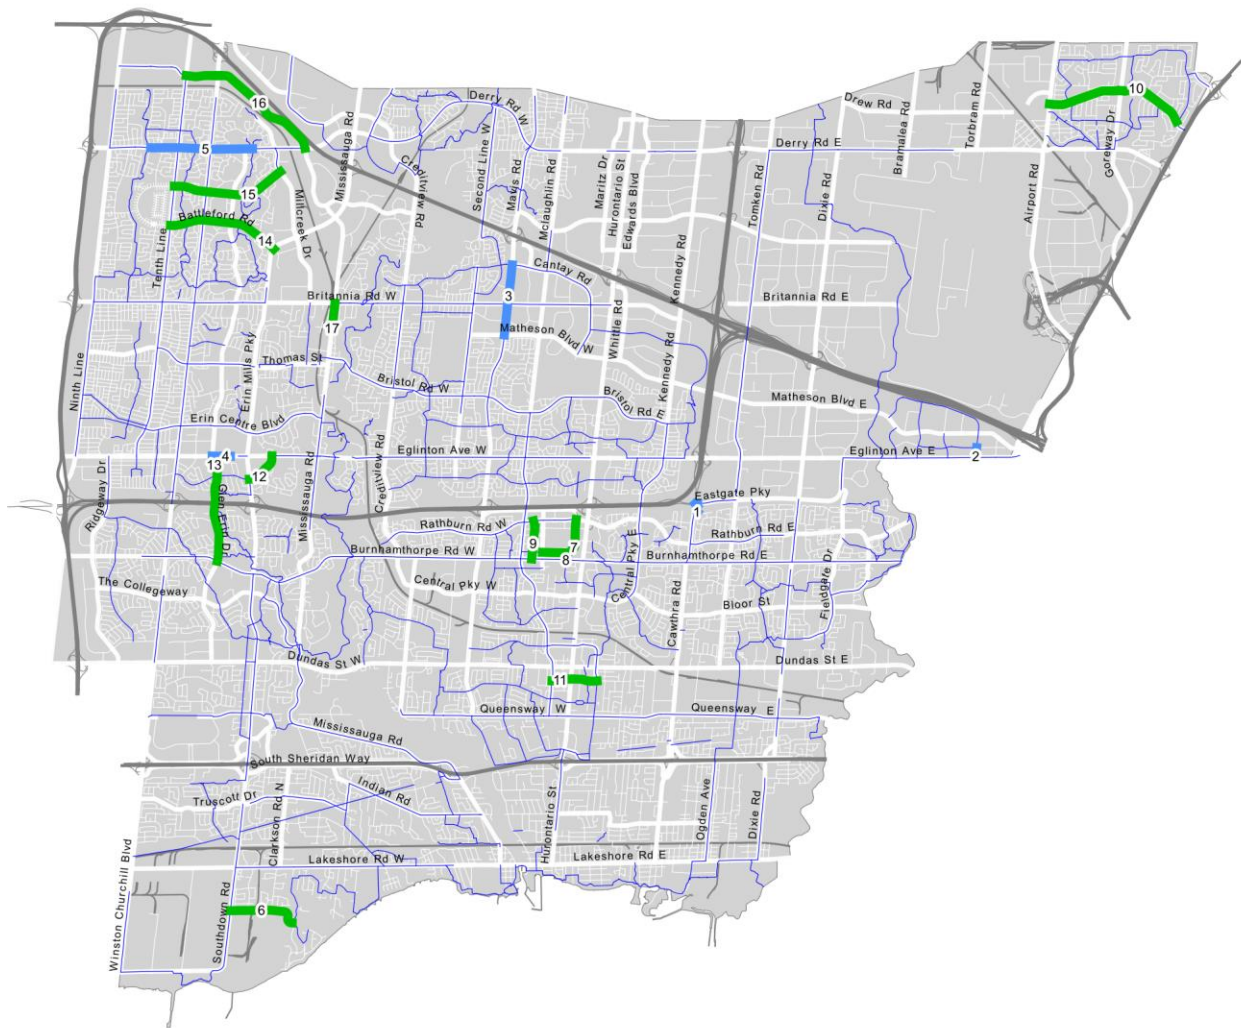 Derry Rd W
Drew Rd
Bramalea Rd
Torbram Rd
10
Goreway Dr
16
Mississauga Rd
Second Line W
Mavis Rd
Mclaughlin Rd
Maritz Dr
Hurontario St
Edwards Blvd
Derry Rd E
5
Creditview Rd
Tomken Rd
Dixie Rd
Airport Rd
15
Millcreek Dr
Battleford Rd
14
Tenth Line
Kennedy Rd
Cantay Rd
3
Britannia Rd W
Britannia Rd E
17
Matheson Blvd W
Whittle Rd
Kennedy Rd
Thomas St
Erin Mills Pky
Ninth Line
Bristol Rd W
Bristol Rd E
Matheson Blvd E
Erin Centre Blvd
Creditview Rd
Eglinton Ave W
Eglinton Ave E
2
4
13
12
Mississauga Rd
Ridgeway Dr
Glen Erin Dr
Eastgate Pky
1
Rathburn Rd W
Rathburn Rd E
9
7
8
Burnhamthorpe Rd W
Burnhamthorpe Rd E
Central Pky E
The Collegeway
Central Pky W
Bloor St
Fieldgate Dr
Cawthra Rd
Dundas St W
Dundas St E
11
Queensway W
Queensway E
Mississauga Rd
South Sheridan Way
Indian Rd
Truscott Dr
Clarkson Rd N
Hurontario St
Ogden Ave
Dixie Rd
Lakeshore Rd W
Lakeshore Rd E
Winston Churchill Blvd
Southdown Rd
6